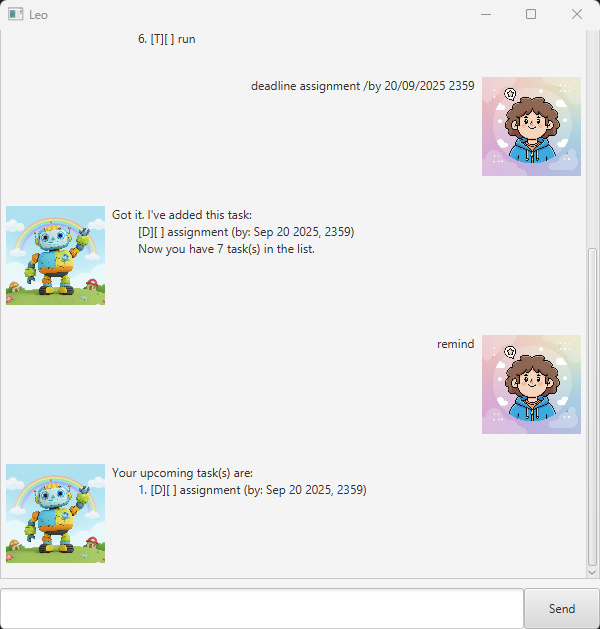 Leo
6. [T][ ] run
deadline assignment /by 20/09/2025 2359
Got it. I've added this task:
[D][ ] assignment (by: Sep 20 2025, 2359)
Now you have 7 task(s) in the list.
remind
Your upcoming task(s) are:
1. [D][ ] assignment (by: Sep 20 2025, 2359)
Send